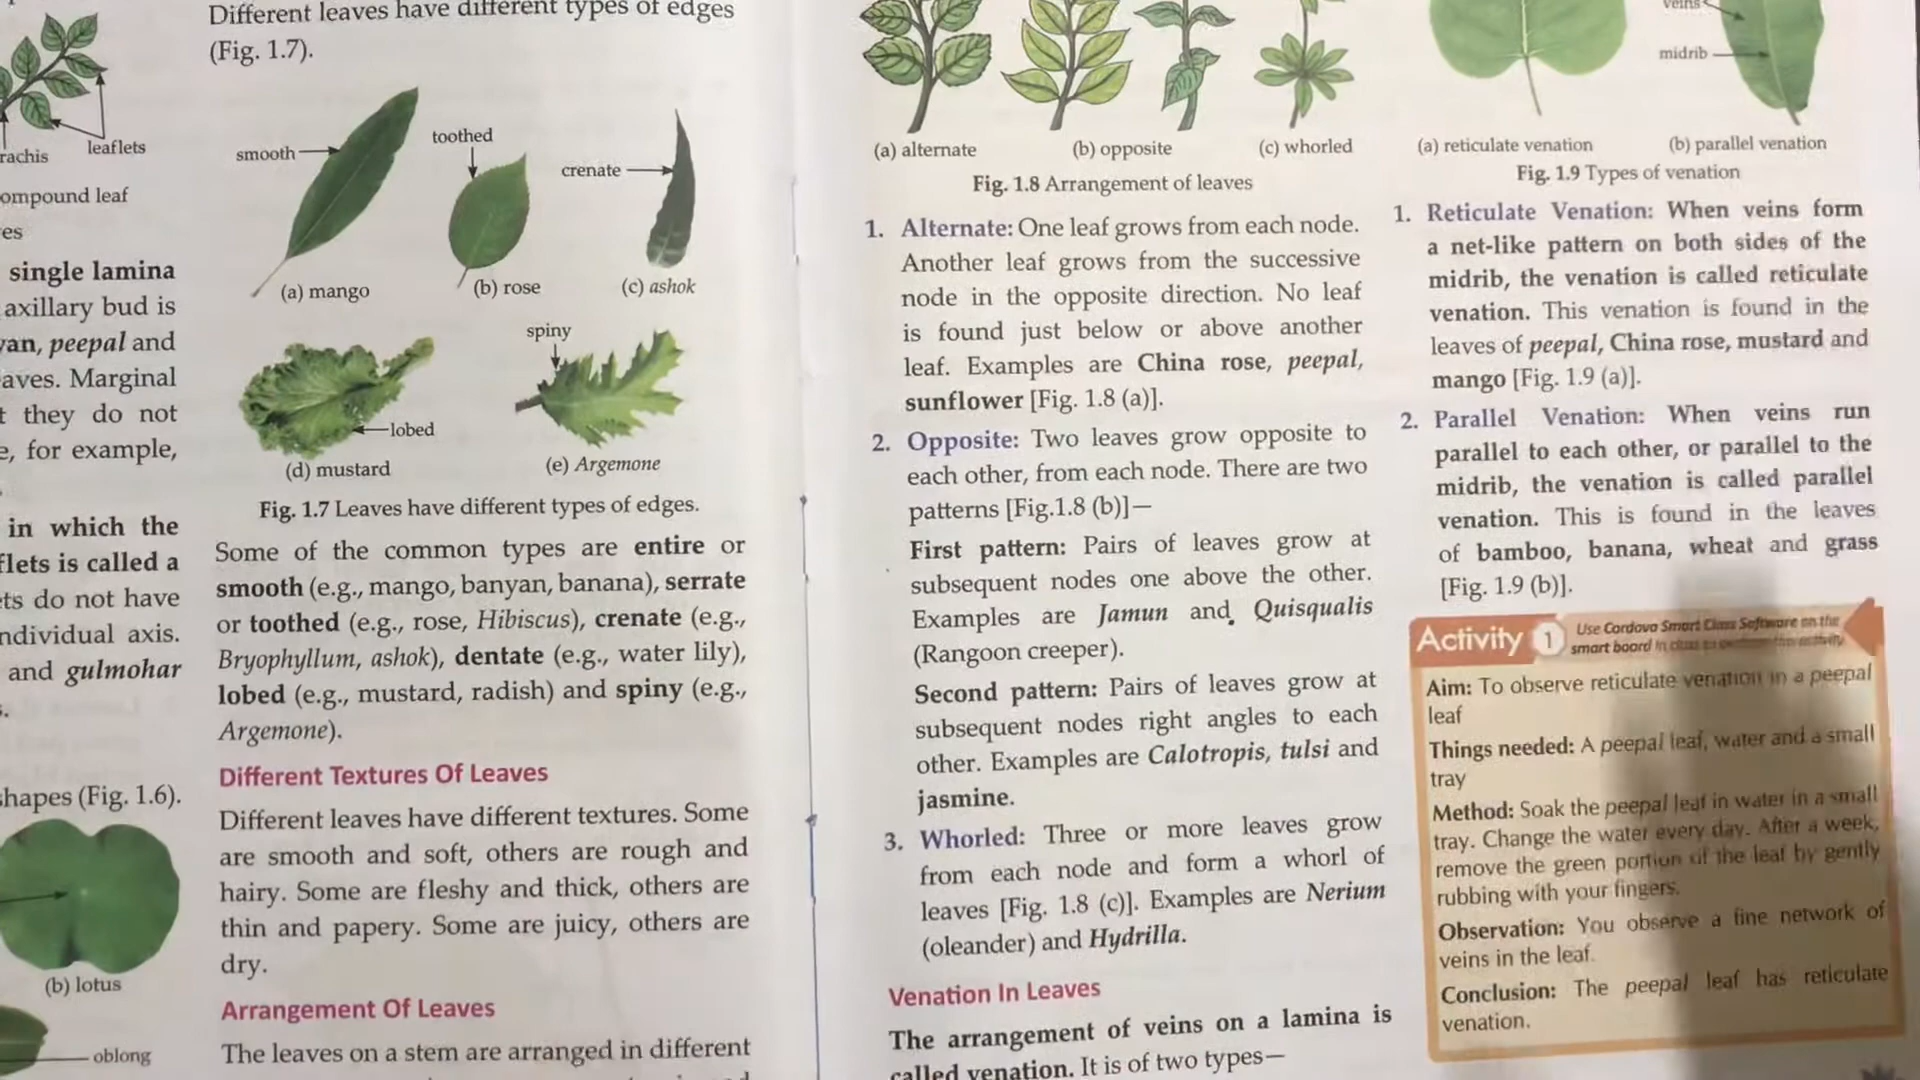 rachis
leaflets
ompound leaf
es
single lamina
axillary bud is
yan, peepal and
aves. Marginal
t they do not
e, for example,
in which the
flets is called a
ets do not have
ndividual axis.
and gulmohar
shapes (Fig. 1.6).
(b) lotus
oblong
Different leaves have different types of edges
(Fig. 1.7).
smooth
toothed
crenate
(a) mango
(b) rose
(c) ashok
spiny
lobed
(d) mustard
(e) Argemone
Fig. 1.7 Leaves have different types of edges.
Some of the common types are entire or
smooth (e.g., mango, banyan, banana), serrate
or toothed (e.g., rose, Hibiscus), crenate (e.g.,
Bryophyllum, ashok), dentate (e.g., water lily),
lobed (e.g., mustard, radish) and spiny (e.g.,
Argemone).
Different Textures Of Leaves
Different leaves have different textures. Some
are smooth and soft, others are rough and
hairy. Some are fleshy and thick, others are
thin and papery. Some are juicy, others are
dry.
Arrangement Of Leaves
The leaves on a stem are arranged in different
(a) alternate
(b) opposite
(c) whorled
Fig. 1.8 Arrangement of leaves
1. Alternate: One leaf grows from each node.
Another leaf grows from the successive
node in the opposite direction. No leaf
is found just below or above another
leaf. Examples are China rose, peepal,
sunflower [Fig. 1.8 (a)].
2. Opposite: Two leaves grow opposite to
each other, from each node. There are two
patterns [Fig.1.8 (b)]—
First pattern: Pairs of leaves grow at
subsequent nodes one above the other.
Examples are Jamun and Quisqualis
(Rangoon creeper).
Second pattern: Pairs of leaves grow at
subsequent nodes right angles to each
other. Examples are Calotropis, tulsi and
jasmine.
3. Whorled: Three or more leaves grow
from each node and form a whorl of
leaves [Fig. 1.8 (c)]. Examples are Nerium
(oleander) and Hydrilla.
Venation In Leaves
The arrangement of veins on a lamina is
called venation. It is of two types—
veins
midrib
(a) reticulate venation
(b) parallel venation
Fig. 1.9 Types of venation
1. Reticulate Venation: When veins form
a net-like pattern on both sides of the
midrib, the venation is called reticulate
venation. This venation is found in the
leaves of peepal, China rose, mustard and
mango [Fig. 1.9 (a)].
2. Parallel Venation: When veins run
parallel to each other, or parallel to the
midrib, the venation is called parallel
venation. This is found in the leaves
of bamboo, banana, wheat and grass
[Fig. 1.9 (b)].
Activity 1
Use Cordova Smart Class Software on the
smart board in class to perform this activity
Aim: To observe reticulate venation in a peepal
leaf
Things needed: A peepal leaf, water and a small
tray
Method: Soak the peepal leaf in water in a small
tray. Change the water every day. After a week,
remove the green portion of the leaf by gently
rubbing with your fingers.
Observation: You observe a fine network of
veins in the leaf.
Conclusion: The peepal leaf has reticulate
venation.